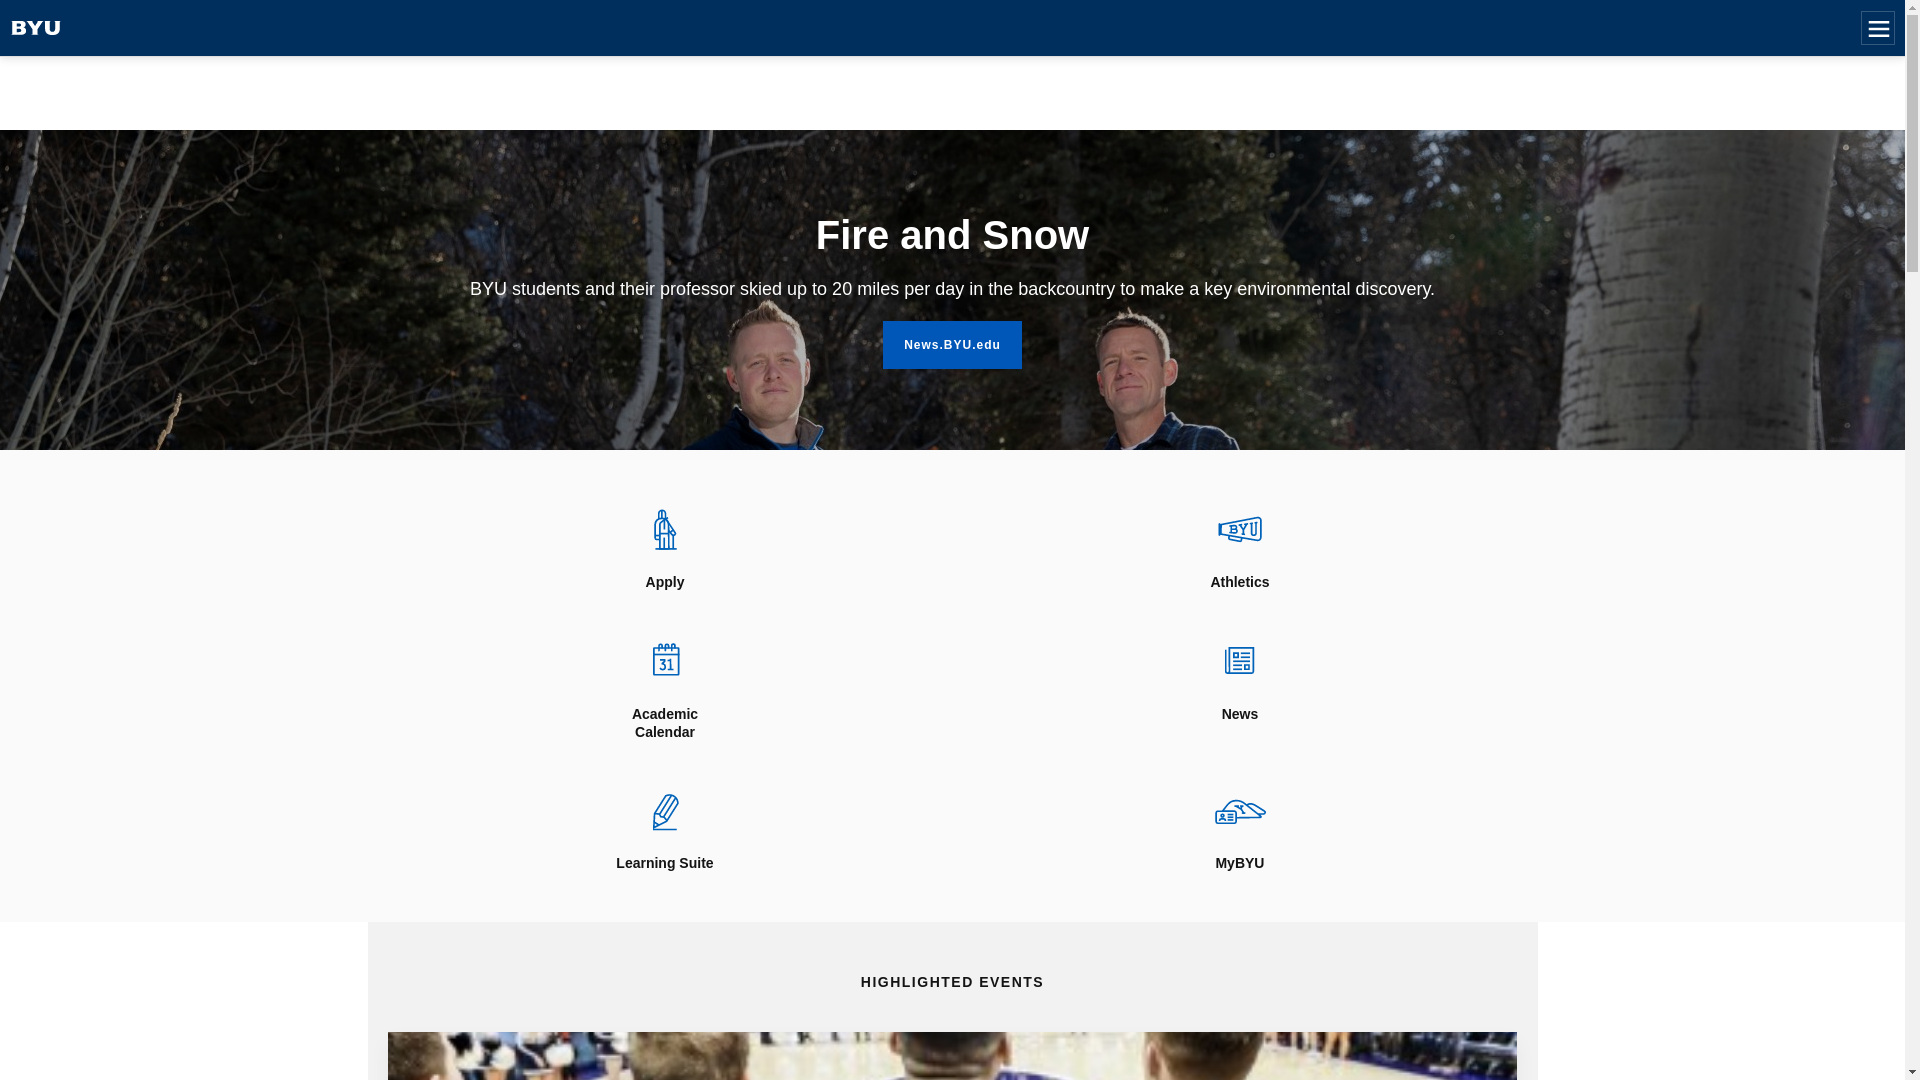 BYU
Fire and Snow
BYU students and their professor skied up to 20 miles per day in the backcountry to make a key environmental discovery.
News.BYU.edu
BYU
Apply
Athletics
31
Academic
Calendar
News
Learning Suite
MyBYU
HIGHLIGHTED EVENTS